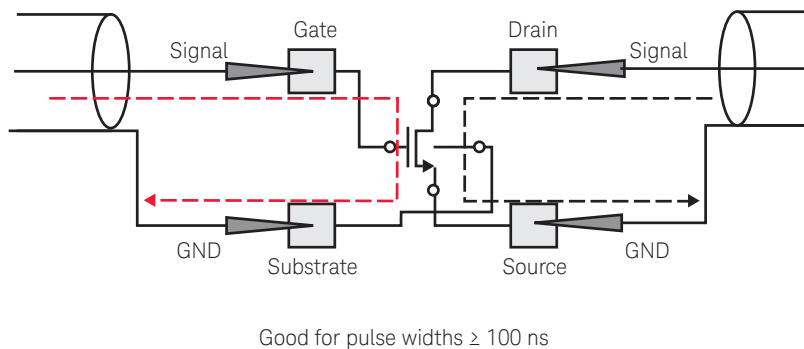 Gate
Drain
Signal
Signal
GND
GND
Substrate
Source
Good for pulse widths ≥ 100 ns